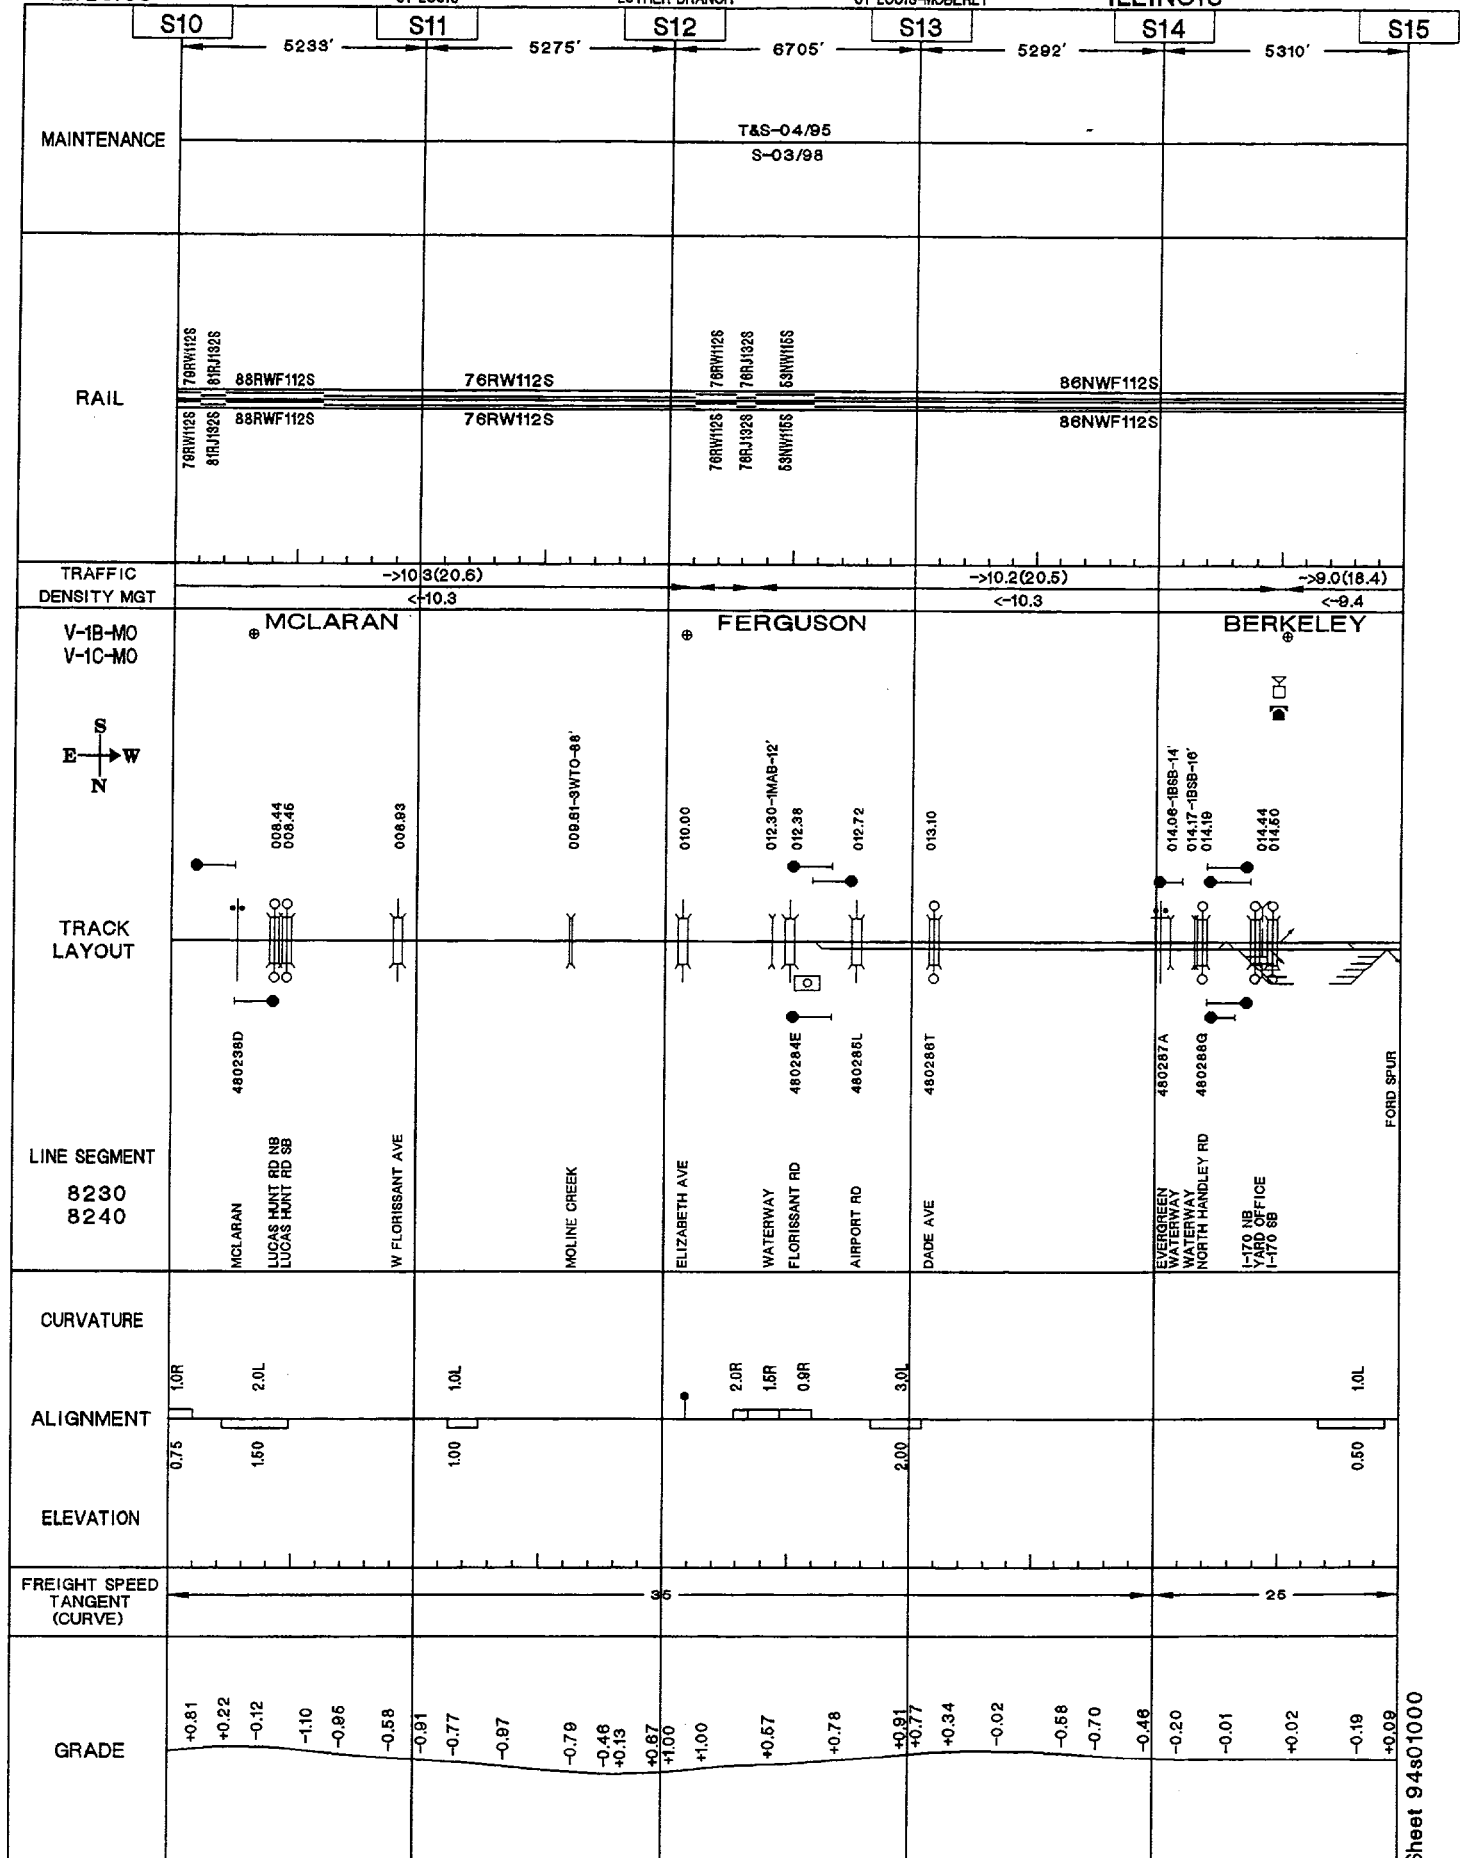 S10 S11 S12 S13 S14 S15
5233' 5275' 6705' 5292' 5310'
MAINTENANCE
T&S-04/95
S-03/98
RAIL
79RW112S 81RJ132S 88RWF112S 76RW112S 76RW112S 76RJ132S 53NW115S 86NWF112S
79RW112S 81RJ132S 88RWF112S 76RW112S 76RW112S 76RJ132S 53NW115S 86NWF112S
TRAFFIC
DENSITY MGT
->10.3(20.6) ->10.2(20.5) ->9.0(18.4)
<-10.3 <-10.3 <-9.4
V-1B-MO
V-1C-MO
MCLARAN FERGUSON BERKELEY
S
E W
N
008.44
008.45
008.93
009.61-3WTO-88'
010.00
012.30-1MAB-12'
012.38
012.72
013.10
014.06-1BSB-14'
014.17-1BSB-16'
014.19
014.44
014.50
TRACK
LAYOUT
480238D
480284E
480285L
480286T
480287A
480288G
FORD SPUR
LINE SEGMENT
8230
8240
MCLARAN
LUCAS HUNT RD NB
LUCAS HUNT RD SB
W FLORISSANT AVE
MOLINE CREEK
ELIZABETH AVE
WATERWAY
FLORISSANT RD
AIRPORT RD
DADE AVE
EVERGREEN
WATERWAY
WATERWAY
NORTH HANDLEY RD
I-170 NB
YARD OFFICE
I-170 SB
CURVATURE
1.0R 2.0L 1.0L 2.0R 1.5R 0.9R 3.0L 1.0L
ALIGNMENT
0.75 1.50 1.00 2.00 0.50
ELEVATION
FREIGHT SPEED
TANGENT
(CURVE)
35 25
GRADE
+0.81 +0.22 -0.12 -1.10 -0.95 -0.58 -0.91 -0.77 -0.97 -0.79 -0.46 +0.13 +0.67 +1.00 +1.00 +0.57 +0.78 +0.91 +0.77 +0.34 -0.02 -0.58 -0.70 -0.46 -0.20 -0.01 +0.02 -0.19 +0.09
Sheet 94s01000